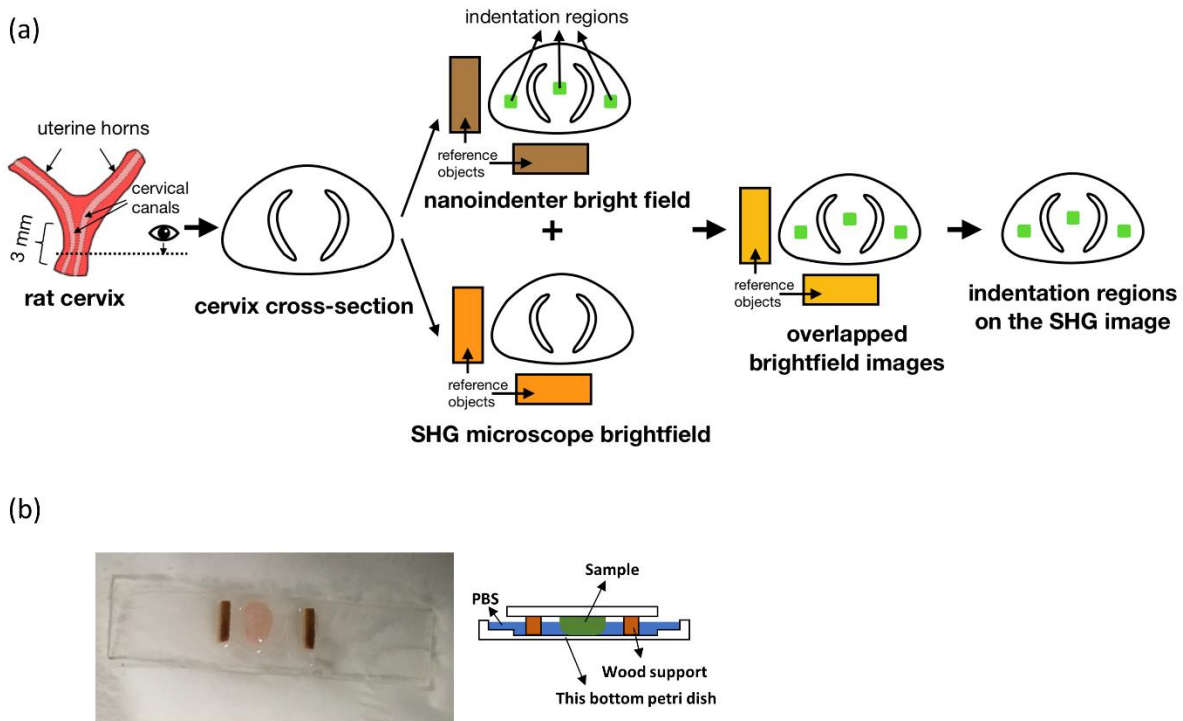 (a)
indentation regions
uterine horns
cervical
canals
3 mm
rat cervix
cervix cross-section
reference
objects
nanoindenter bright field
+
reference
objects
SHG microscope brightfield
reference
objects
overlapped
brightfield images
indentation regions
on the SHG image
(b)
Sample
PBS
Wood support
This bottom petri dish